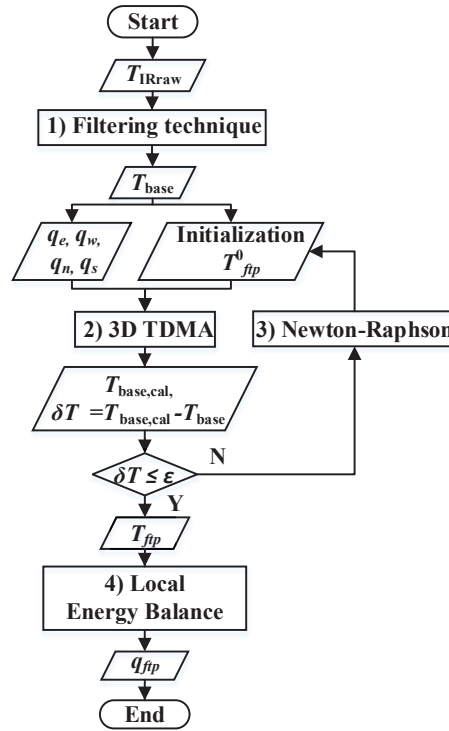 Start
T_IRraw
1) Filtering technique
T_base
q_e, q_w,
q_n, q_s
Initialization
T^0_ftp
2) 3D TDMA
3) Newton-Raphson
T_base,cal,
δT =T_base,cal-T_base
N
δT ≤ ε
Y
T_ftp
4) Local
Energy Balance
q_ftp
End